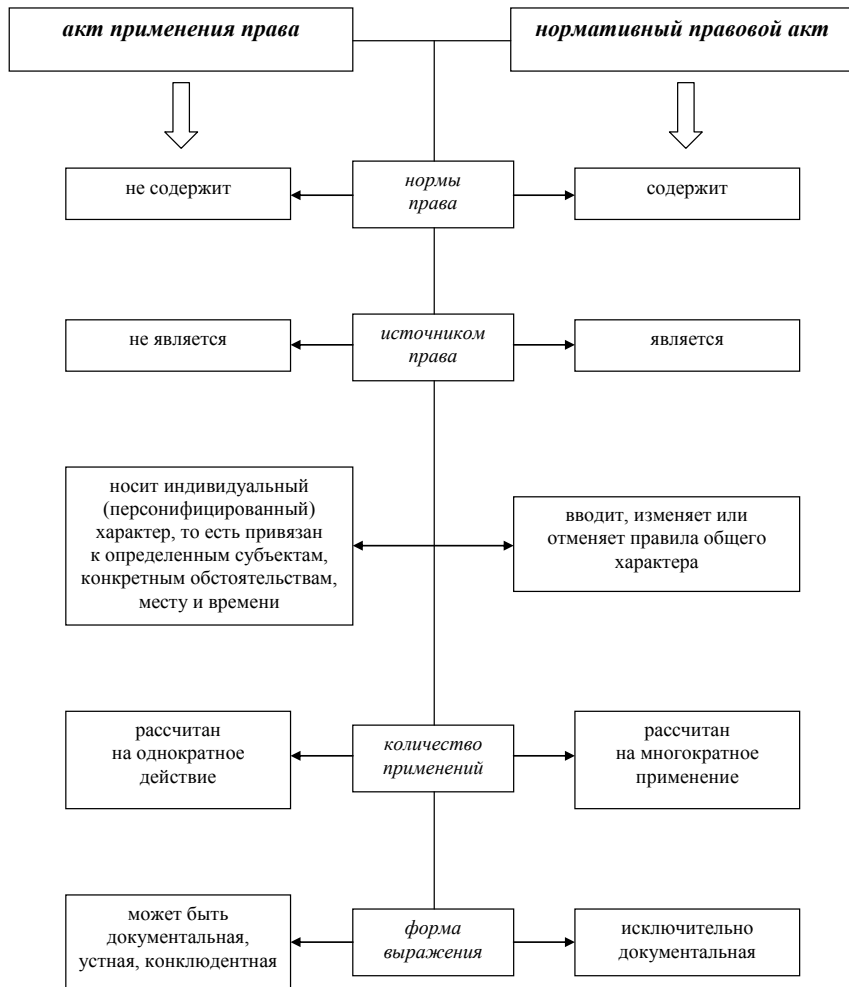 акт применения права
нормативный правовой акт
не содержит
нормы
права
содержит
не является
источником
права
является
носит индивидуальный
(персонифицированный)
характер, то есть привязан
к определенным субъектам,
конкретным обстоятельствам,
месту и времени
вводит, изменяет или
отменяет правила общего
характера
рассчитан
на однократное
действие
количество
применений
рассчитан
на многократное
применение
может быть
документальная,
устная, конклюдентная
форма
выражения
исключительно
документальная